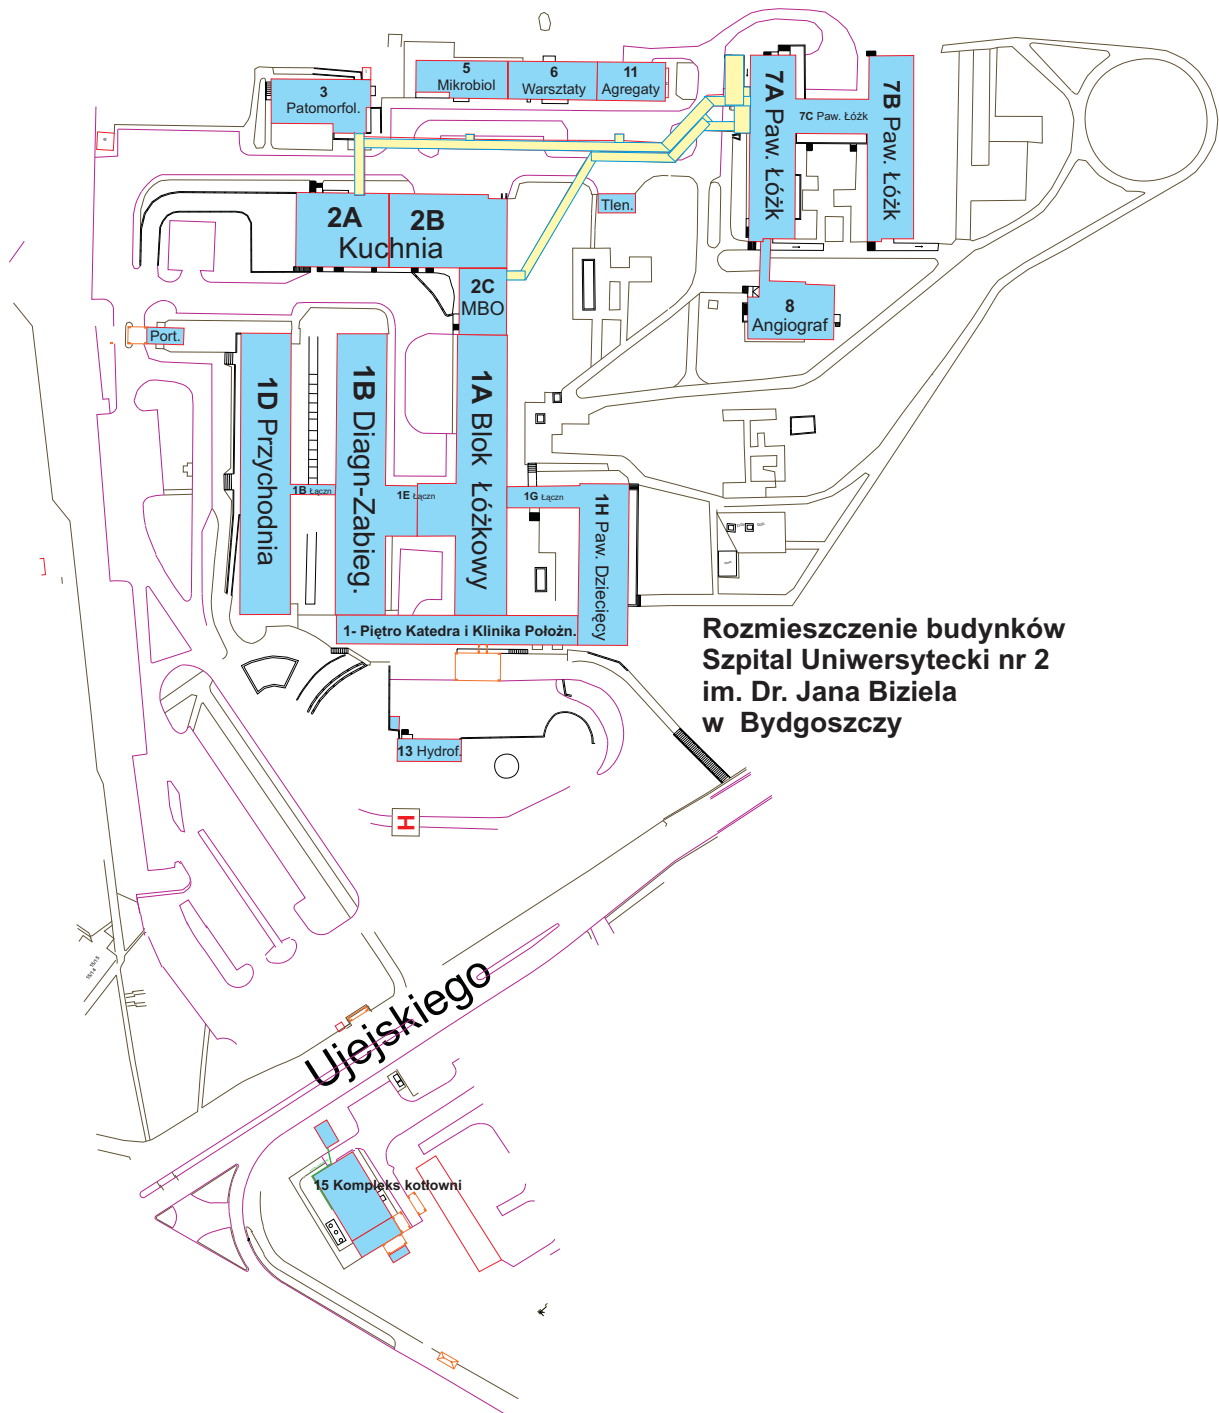 5
Mikrobiol
6
Warsztaty
11
Agregaty
3
Patomorfol.
7A Paw. Łóżk
7C Paw. Łóżk
7B Paw. Łóżk
2A
2B
Kuchnia
Tlen.
2C
MBO
8
Angiograf
Port.
1D Przychodnia
1B Łączn
1B Diagn-Zabieg.
1E Łączn
1A Blok Łóżkowy
1G Łączn
1H Paw. Dziecięcy
1- Piętro Katedra i Klinika Położn.
Rozmieszczenie budynków
Szpital Uniwersytecki nr 2
im. Dr. Jana Biziela
w Bydgoszczy
13 Hydrof.
H
Ujejskiego
15 Kompleks kotłowni